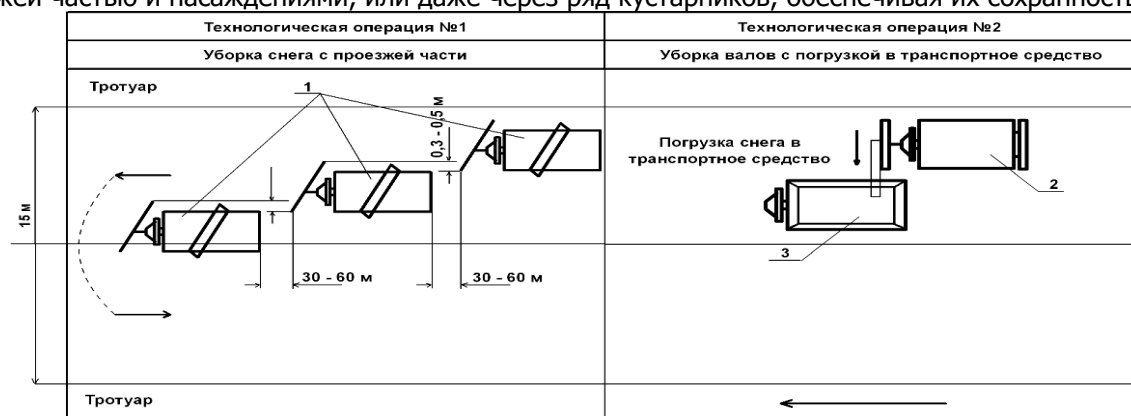 жей частью и насаждениями, или даже через ряд кустарников, обеспечивая их сохранность
Технологическая операция №1
Технологическая операция №2
Уборка снега с проезжей части
Уборка валов с погрузкой в транспортное средство
Тротуар
1
0,3 - 0,5 м
Погрузка снега в
транспортное средство
2
15 м
3
30 - 60 м
30 - 60 м
Тротуар